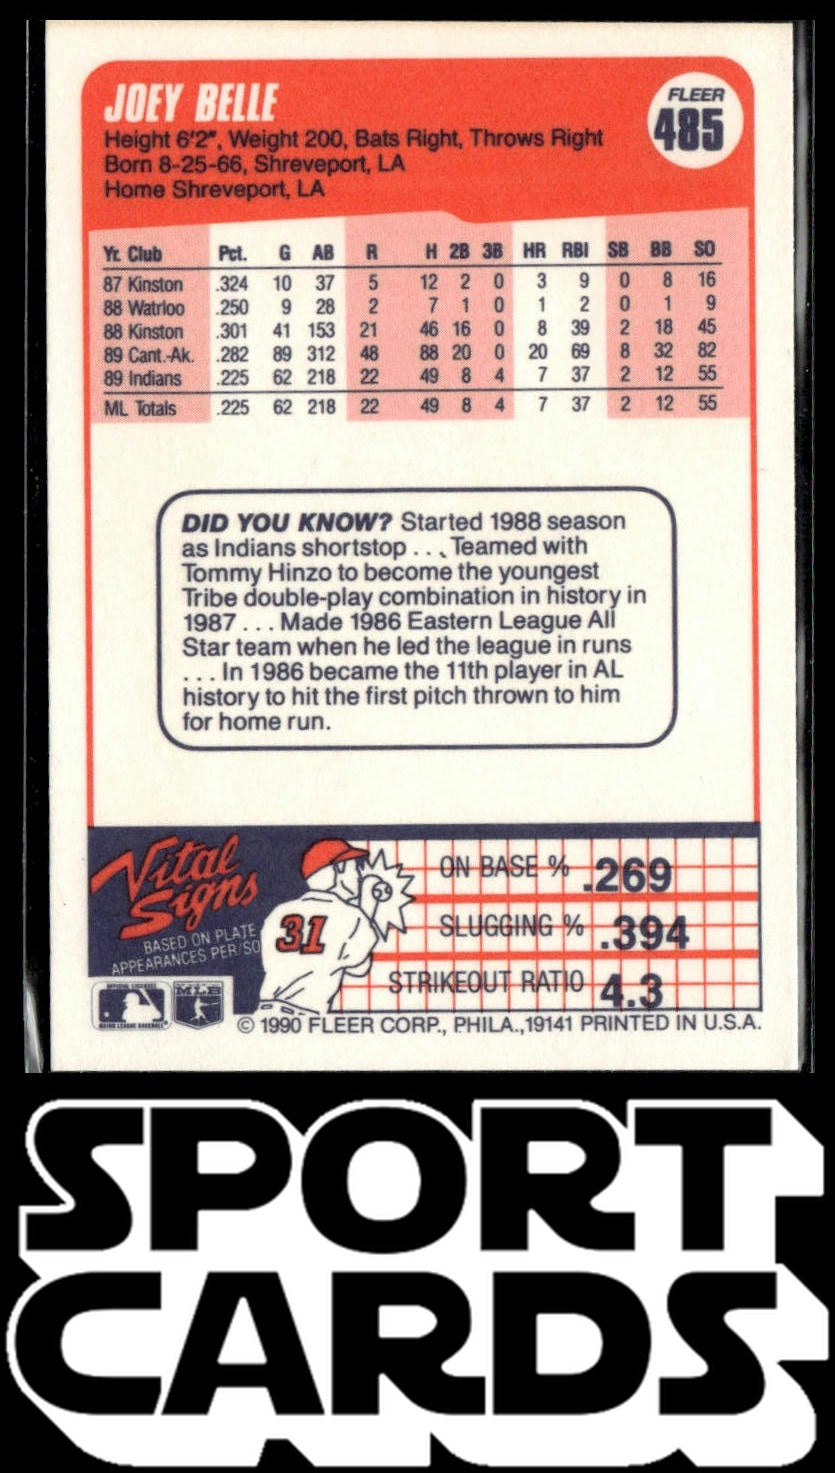 JOEY BELLE
FLEER
485
Height 6'2", Weight 200, Bats Right, Throws Right
Born 8-25-66, Shreveport, LA
Home Shreveport, LA
Yr. Club Pct. G AB R H 2B 3B HR RBI SB BB SO
87 Kinston .324 10 37 5 12 2 0 3 9 0 8 16
88 Watrloo .250 9 28 2 7 1 0 1 2 0 1 9
88 Kinston .301 41 153 21 46 16 0 8 39 2 18 45
89 Cant.-Ak. .282 89 312 48 88 20 0 20 69 8 32 82
89 Indians .225 62 218 22 49 8 4 7 37 2 12 55
ML Totals .225 62 218 22 49 8 4 7 37 2 12 55
DID YOU KNOW? Started 1988 season
as Indians shortstop . . . Teamed with
Tommy Hinzo to become the youngest
Tribe double-play combination in history in
1987 . . . Made 1986 Eastern League All
Star team when he led the league in runs
. . . In 1986 became the 11th player in AL
history to hit the first pitch thrown to him
for home run.
Vital
Signs
BASED ON PLATE
APPEARANCES PER/SO
31
ON BASE % .269
SLUGGING % .394
STRIKEOUT RATIO 4.3
OFFICIAL LICENSEE
MAJOR LEAGUE BASEBALL
MLB
© 1990 FLEER CORP., PHILA.,19141 PRINTED IN U.S.A.
SPORT
CARDS